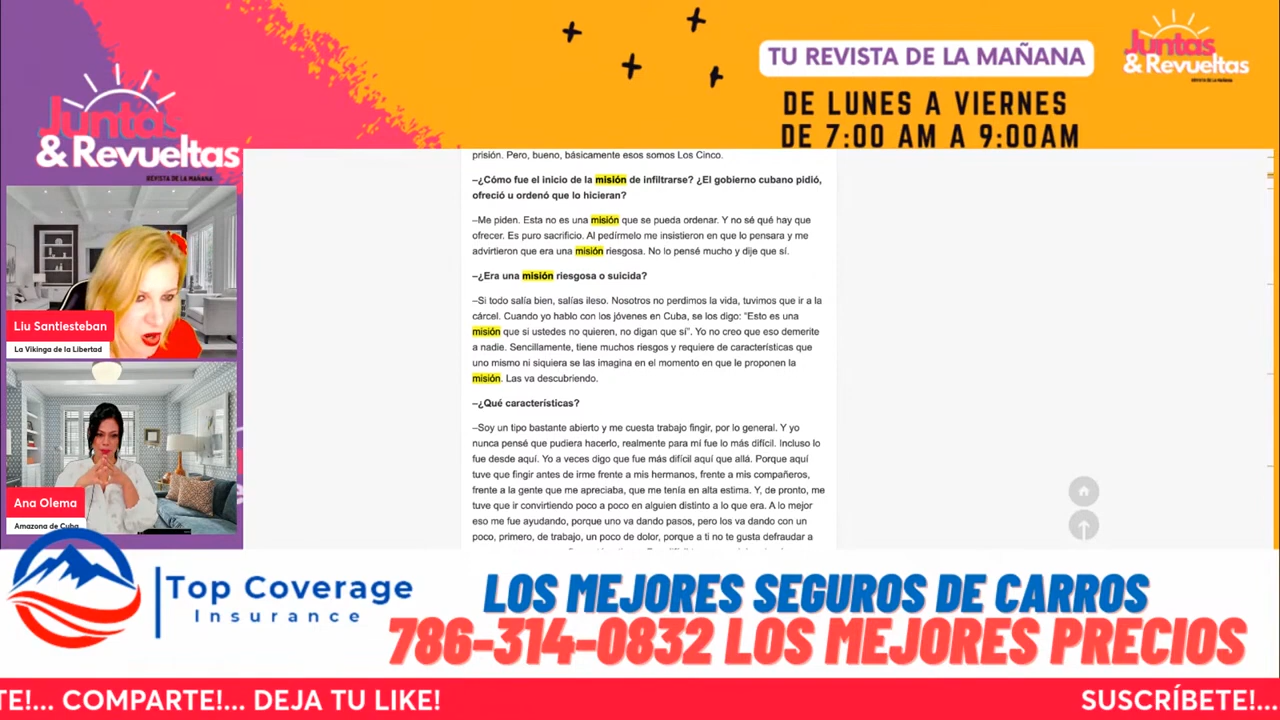 TU REVISTA DE LA MAÑANA
Juntas
& Revueltas
REVISTA DE LA MAÑANA
DE LUNES A VIERNES
DE 7:00 AM A 9:00AM
Juntas
& Revueltas
REVISTA DE LA MAÑANA
prisión. Pero, bueno, básicamente esos somos Los Cinco.
–¿Cómo fue el inicio de la misión de infiltrarse? ¿El gobierno cubano pidió,
ofreció u ordenó que lo hicieran?
–Me piden. Esta no es una misión que se pueda ordenar. Y no sé qué hay que
ofrecer. Es puro sacrificio. Al pedírmelo me insistieron en que lo pensara y me
advirtieron que era una misión riesgosa. No lo pensé mucho y dije que sí.
–¿Era una misión riesgosa o suicida?
–Si todo salía bien, salías ileso. Nosotros no perdimos la vida, tuvimos que ir a la
cárcel. Cuando yo hablo con los jóvenes en Cuba, se los digo: “Esto es una
misión que si ustedes no quieren, no digan que sí”. Yo no creo que eso demerite
a nadie. Sencillamente, tiene muchos riesgos y requiere de características que
uno mismo ni siquiera se las imagina en el momento en que le proponen la
misión. Las va descubriendo.
–¿Qué características?
–Soy un tipo bastante abierto y me cuesta trabajo fingir, por lo general. Y yo
nunca pensé que pudiera hacerlo, realmente para mí fue lo más difícil. Incluso lo
fue desde aquí. Yo a veces digo que fue más difícil aquí que allá. Porque aquí
tuve que fingir antes de irme frente a mis hermanos, frente a mis compañeros,
frente a la gente que me apreciaba, que me tenía en alta estima. Y, de pronto, me
tuve que ir convirtiendo poco a poco en alguien distinto a lo que era. A lo mejor
eso me fue ayudando, porque uno va dando pasos, pero los va dando con un
poco, primero, de trabajo, un poco de dolor, porque a ti no te gusta defraudar a
Liu Santiesteban
La Vikinga de la Libertad
Ana Olema
Amazona de Cuba
Top Coverage
Insurance
LOS MEJORES SEGUROS DE CARROS
786-314-0832 LOS MEJORES PRECIOS
TE!... COMPARTE!... DEJA TU LIKE!
SUSCRÍBETE!...